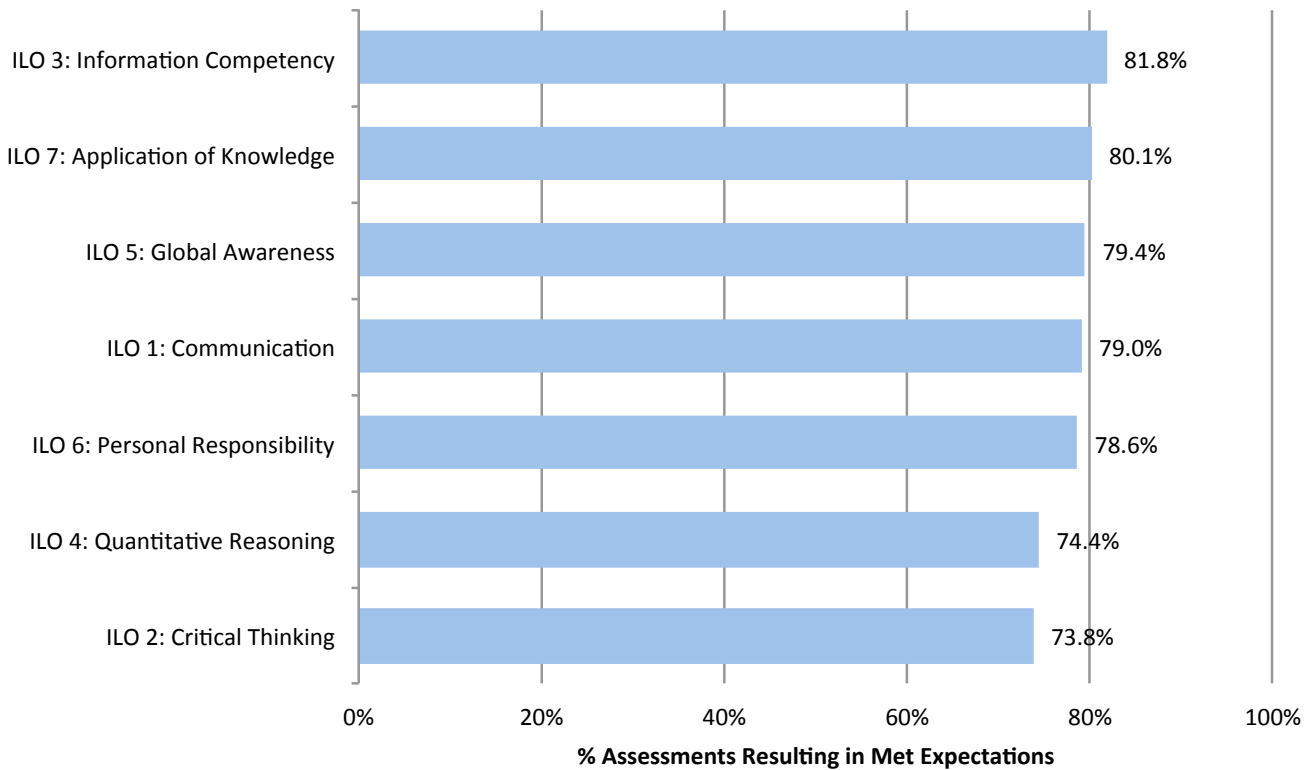 ILO 3: Information Competency
81.8%
ILO 7: Application of Knowledge
80.1%
ILO 5: Global Awareness
79.4%
ILO 1: Communication
79.0%
ILO 6: Personal Responsibility
78.6%
ILO 4: Quantitative Reasoning
74.4%
ILO 2: Critical Thinking
73.8%
0% 20% 40% 60% 80% 100%
% Assessments Resulting in Met Expectations